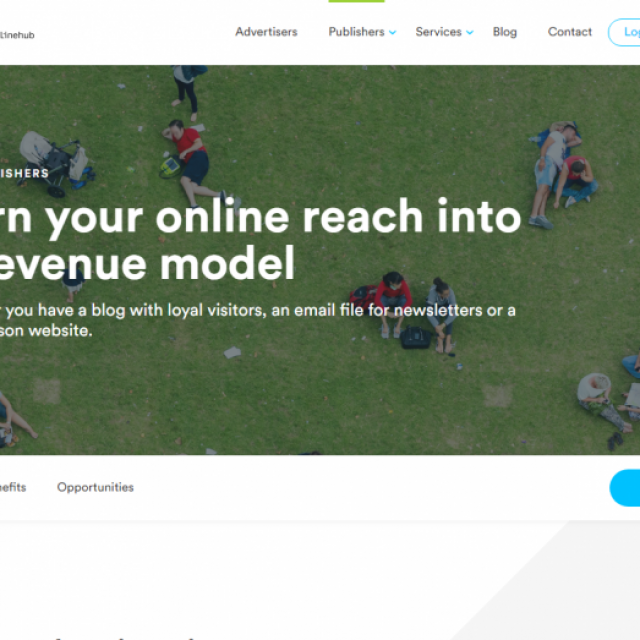 linehub
Advertisers Publishers Services Blog Contact Log
ISHERS
rn your online reach into
evenue model
you have a blog with loyal visitors, an email file for newsletters or a
son website.
efits Opportunities